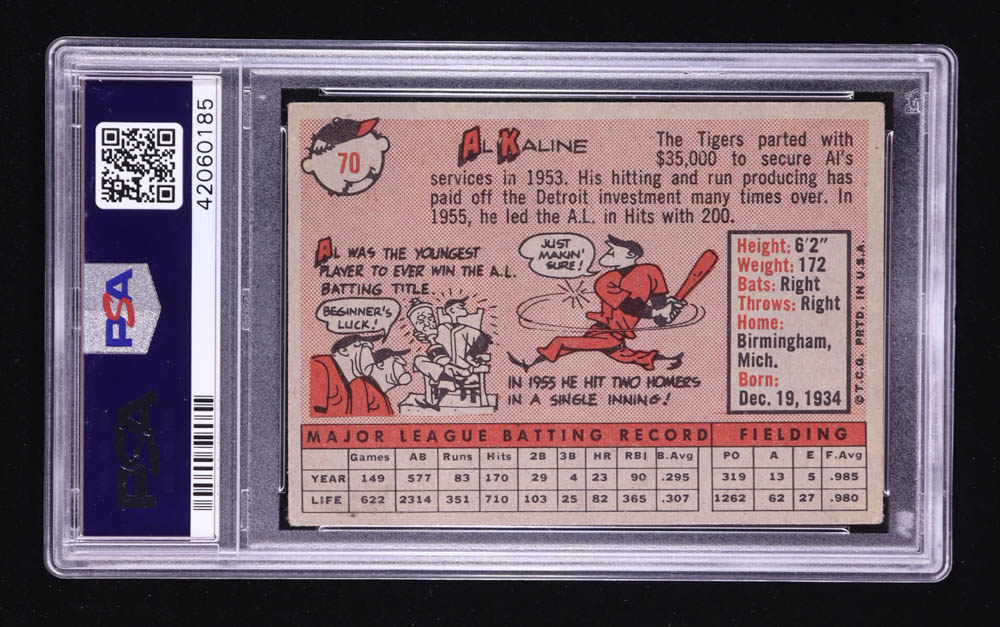 42060185
PSA
PSA
70
AL KALINE
The Tigers parted with
$35,000 to secure Al's
services in 1953. His hitting and run producing has
paid off the Detroit investment many times over. In
1955, he led the A.L. in Hits with 200.
AL WAS THE YOUNGEST
PLAYER TO EVER WIN THE A.L.
BATTING TITLE...
BEGINNER'S
LUCK!
JUST
MAKIN'
SURE!
IN 1955 HE HIT TWO HOMERS
IN A SINGLE INNING!
Height: 6'2"
Weight: 172
Bats: Right
Throws: Right
Home:
Birmingham,
Mich.
Born:
Dec. 19, 1934
© T.C.G. PRTD. IN U.S.A.
MAJOR LEAGUE BATTING RECORD FIELDING
Games AB Runs Hits 2B 3B HR RBI B.Avg PO A E F.Avg
YEAR 149 577 83 170 29 4 23 90 .295 319 13 5 .985
LIFE 622 2314 351 710 103 25 82 365 .307 1262 62 27 .980